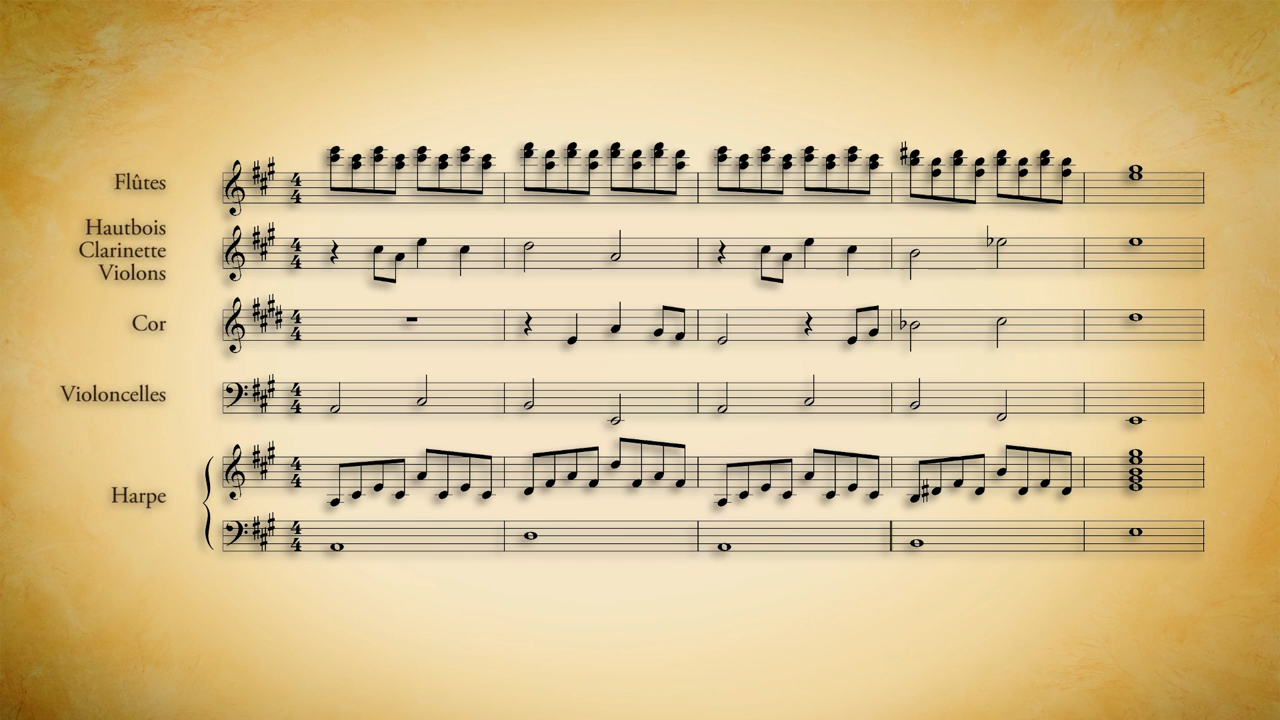 Flûtes
Hautbois
Clarinette
Violons
Cor
Violoncelles
Harpe